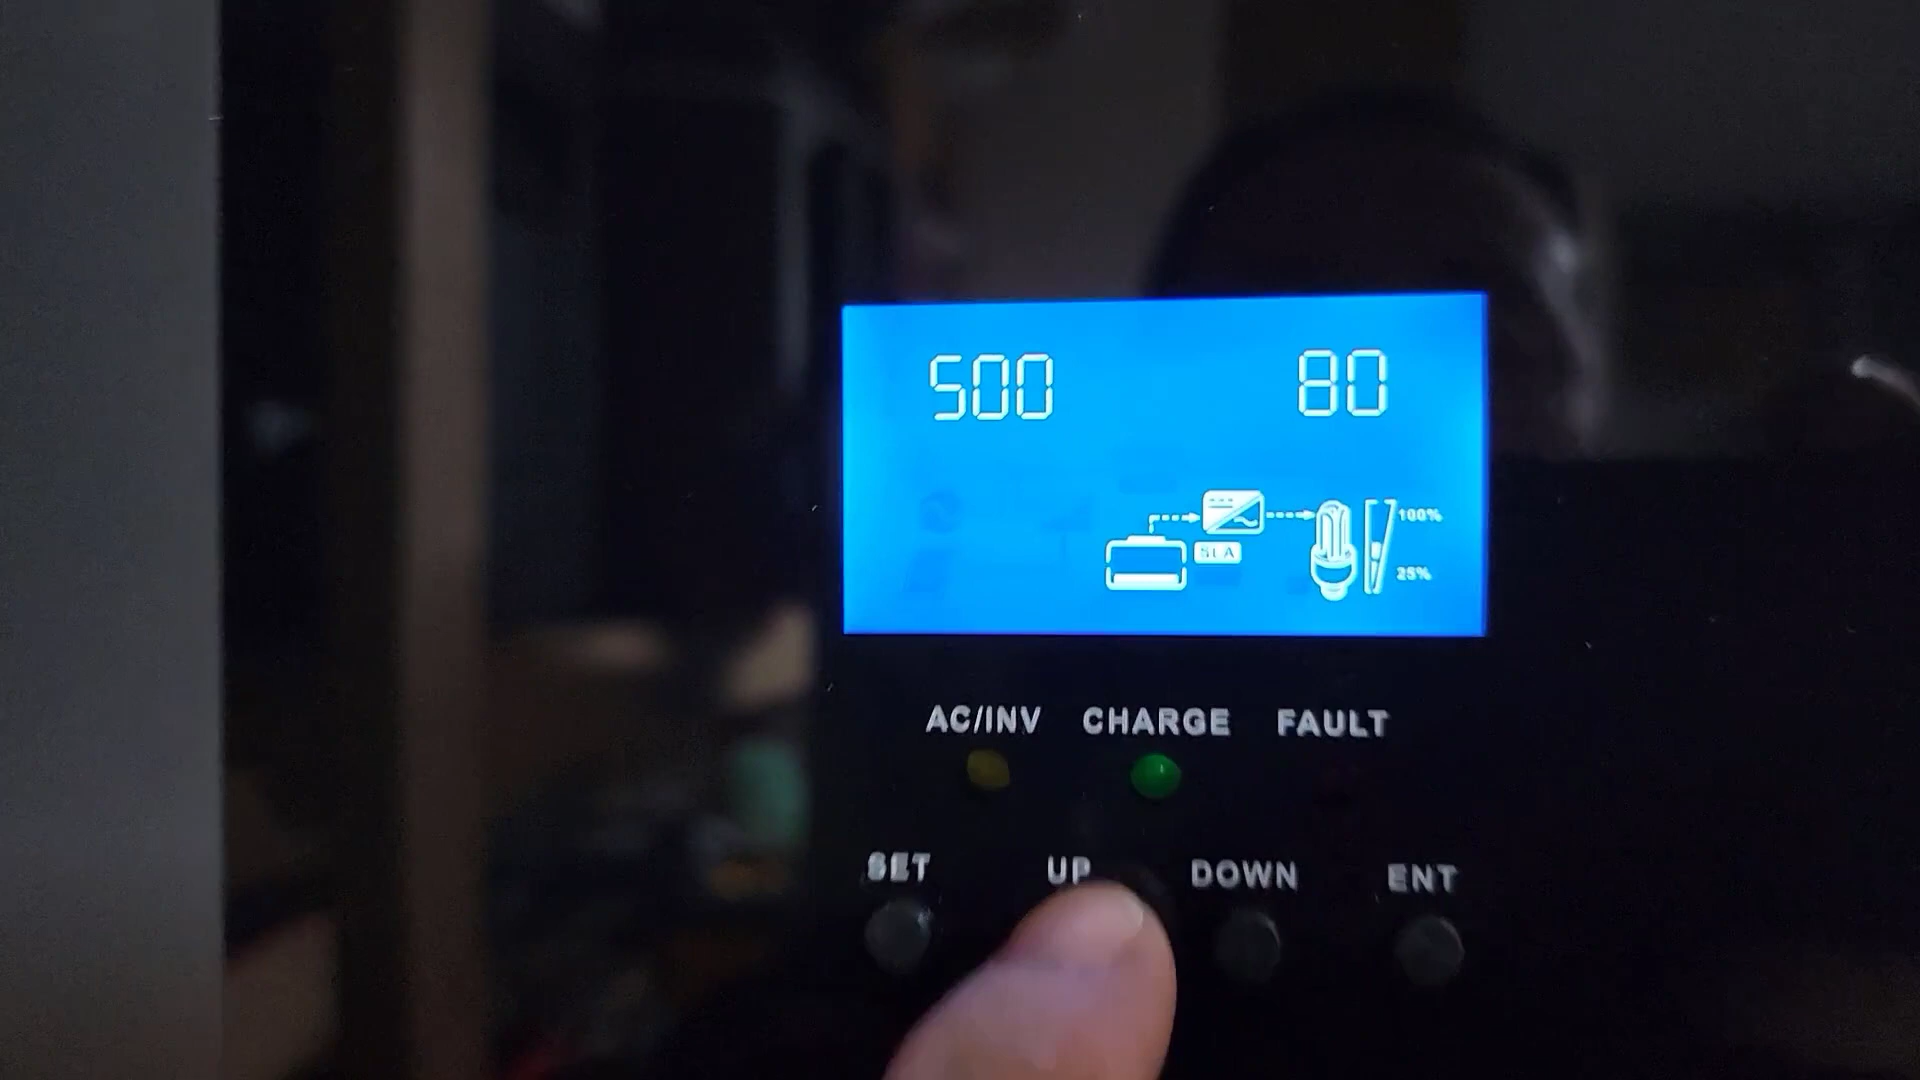 500 80
100%
SLA
25%
AC/INV CHARGE FAULT
SET UP DOWN ENT